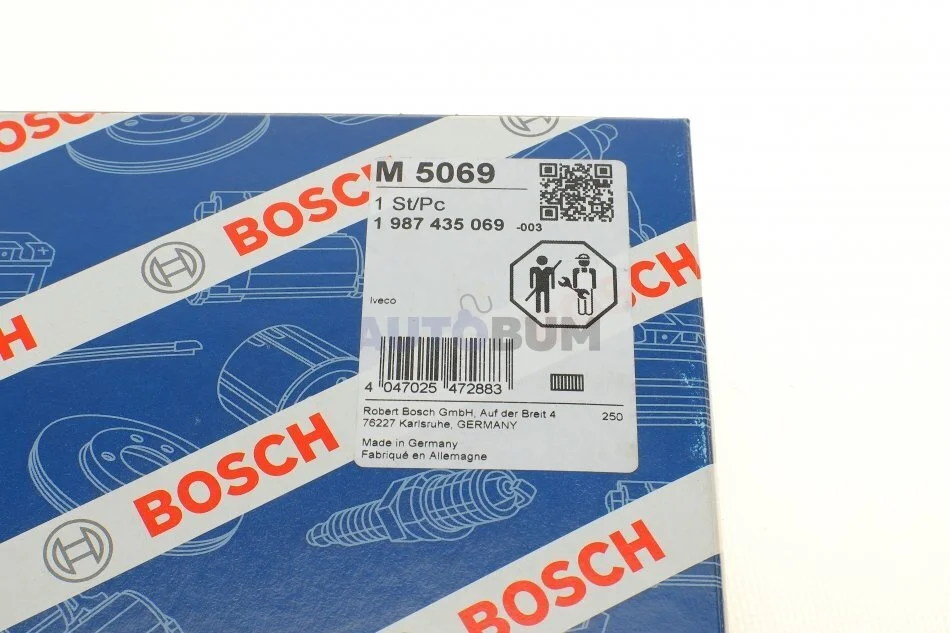 BOSCH
BOSCH
M 5069
1 St/Pc
1 987 435 069 -003
BOSCH
Iveco
AUTOBUM
4 047025 472883
Robert Bosch GmbH, Auf der Breit 4 250
76227 Karlsruhe, GERMANY
Made in Germany
Fabriqué en Allemagne
BOSCH
BOSCH